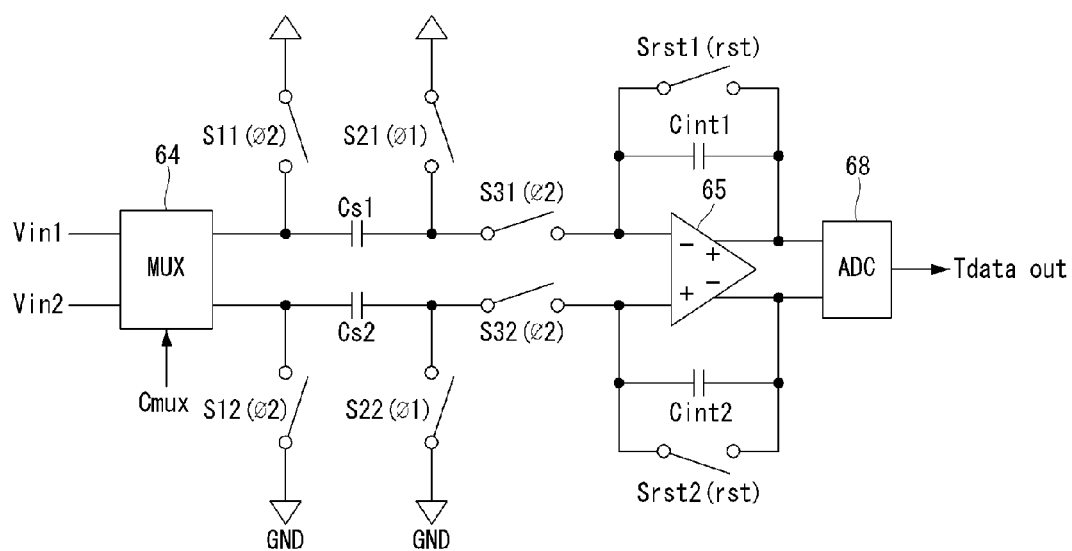 Srst1(rst)
S11(ø2)
S21(ø1)
Cint1
64
65
68
S31(ø2)
Cs1
Vin1
MUX
ADC
Tdata out
Vin2
Cs2
S32(ø2)
Cmux
S12(ø2)
S22(ø1)
Cint2
Srst2(rst)
GND
GND
− +
+ −